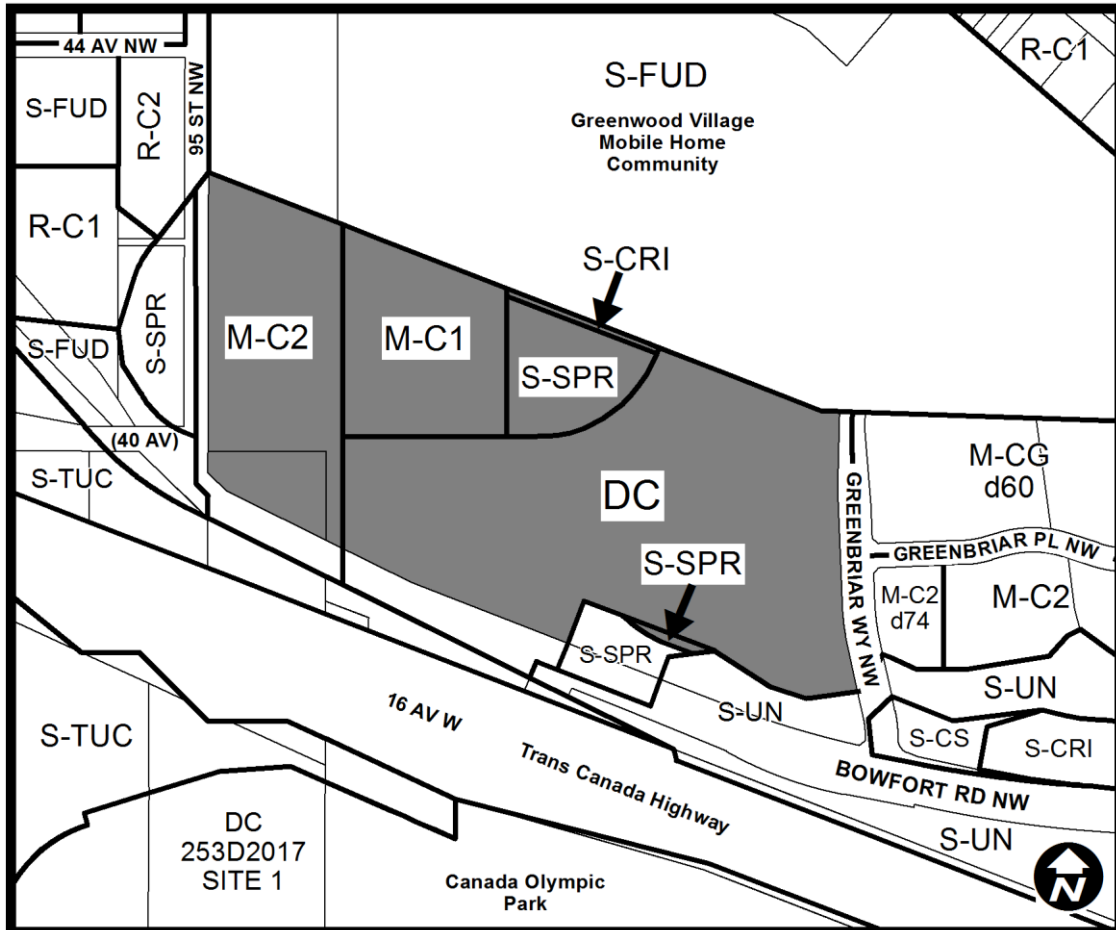 44 AV NW
S-FUD
R-C2
95 ST NW
S-FUD
Greenwood Village
Mobile Home
Community
R-C1
R-C1
S-SPR
S-FUD
(40 AV)
S-TUC
M-C2
M-C1
S-CRI
S-SPR
DC
S-SPR
S-SPR
S-UN
GREENBRIAR WY NW
M-CG
d60
GREENBRIAR PL NW
M-C2
d74
M-C2
S-UN
S-CS
S-CRI
BOWFORT RD NW
S-UN
16 AV W
Trans Canada Highway
S-TUC
DC
253D2017
SITE 1
Canada Olympic
Park
N